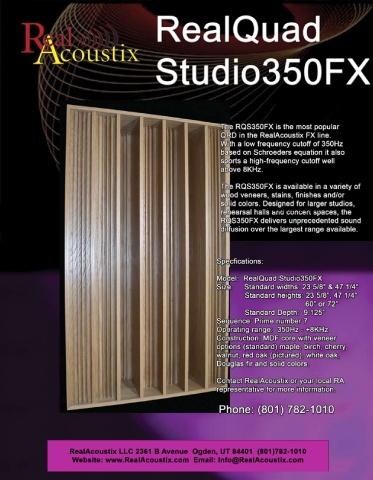 RealQuad
Studio350FX
Real
Acoustix
The RQS350FX is the most popular
QRD in the RealAcoustix FX line.
With a low frequency cutoff of 350Hz
based on Schroeders equation it also
sports a high-frequency cutoff well
above 8KHz.
The RQS350FX is available in a variety of
wood veneers, stains, finishes and/or
solid colors. Designed for larger studios,
rehearsal halls and concert spaces, the
RQS350FX delivers unprecedented sound
diffusion over the largest range available.
Specifications:
Model: RealQuad Studio350FX
Size: Standard widths: 23 5/8" & 47 1/4"
Standard heights: 23 5/8", 47 1/4"
60" or 72"
Standard Depth: 9.125"
Sequence: Prime number 7
Operating range: 350Hz - +8KHz
Construction: MDF core with veneer
options (standard) maple, birch, cherry,
walnut, red oak (pictured), white oak,
Douglas fir and solid colors.
Contact RealAcoustix or your local RA
representative for more information.
Phone: (801) 782-1010
RealAcoustix LLC 2361 B Avenue Ogden, UT 84401 (801)782-1010
Website: www.RealAcoustix.com Email: Info@RealAcoustix.com